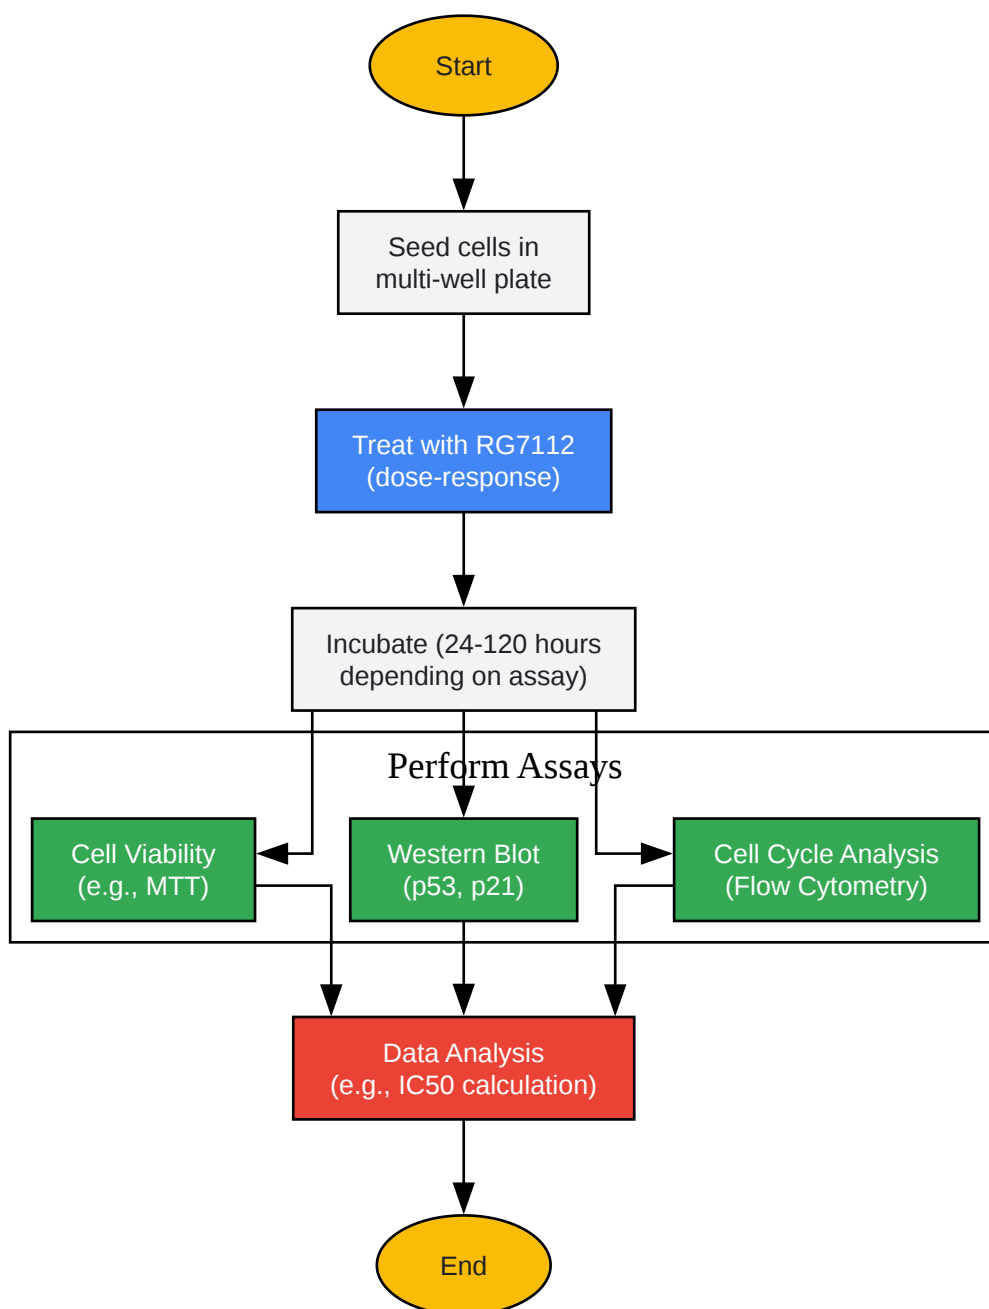 Start
Seed cells in
multi-well plate
Treat with RG7112
(dose-response)
Incubate (24-120 hours
depending on assay)
Perform Assays
Cell Viability
(e.g., MTT)
Western Blot
(p53, p21)
Cell Cycle Analysis
(Flow Cytometry)
Data Analysis
(e.g., IC50 calculation)
End